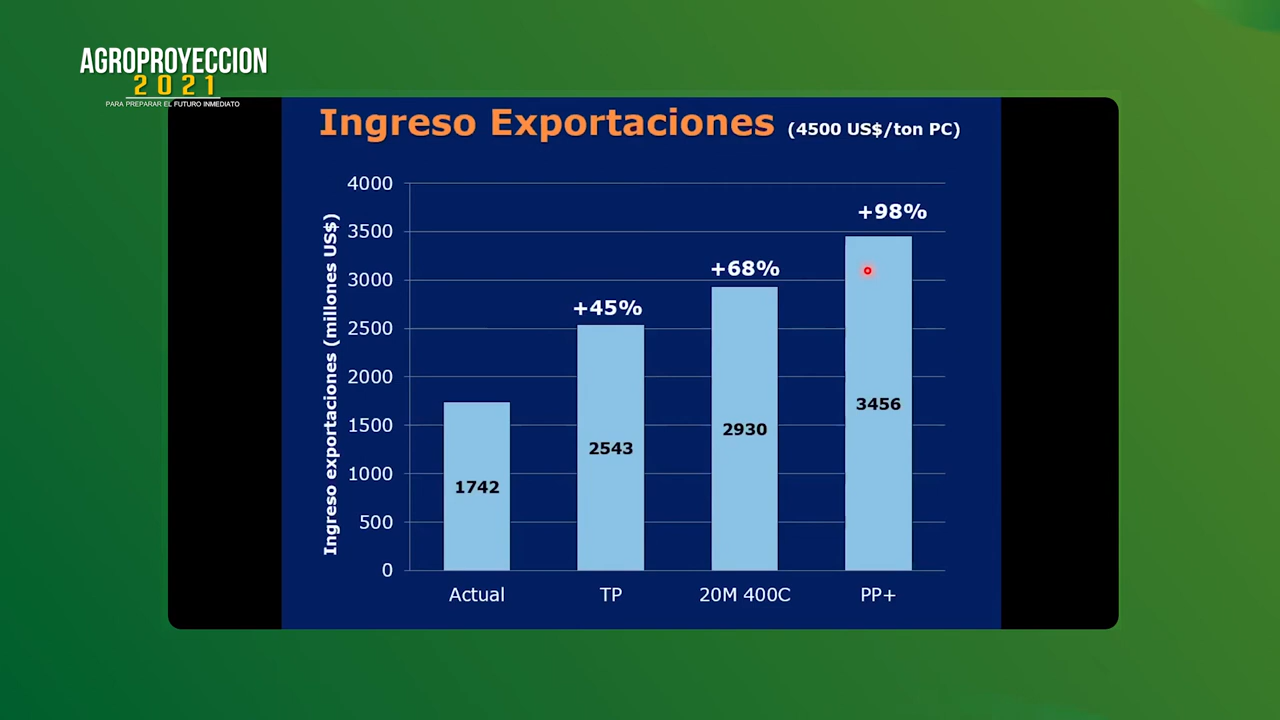 AGROPROYECCION
2021
PARA PREPARAR EL FUTURO INMEDIATO
Ingreso Exportaciones (4500 US$/ton PC)
Ingreso exportaciones (millones US$)
4000
3500
3000
2500
2000
1500
1000
500
0
+45%
+68%
+98%
1742
2543
2930
3456
Actual
TP
20M 400C
PP+